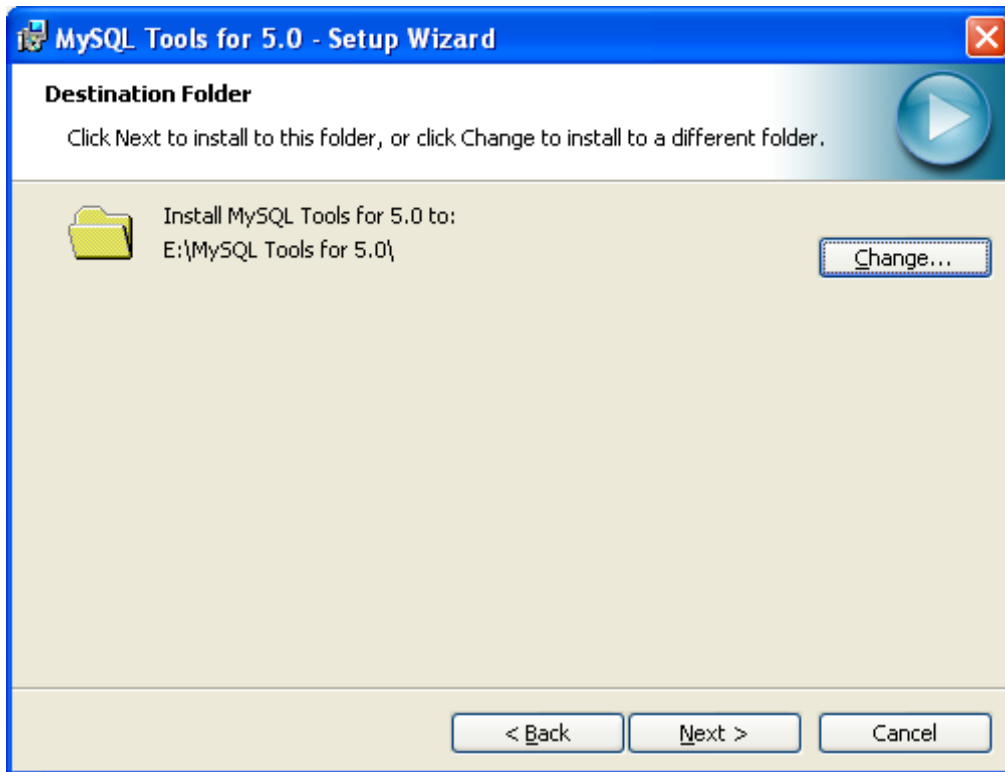 MySQL Tools for 5.0 - Setup Wizard
Destination Folder
Click Next to install to this folder, or click Change to install to a different folder.
Install MySQL Tools for 5.0 to:
E:\MySQL Tools for 5.0\
Change...
< Back
Next >
Cancel